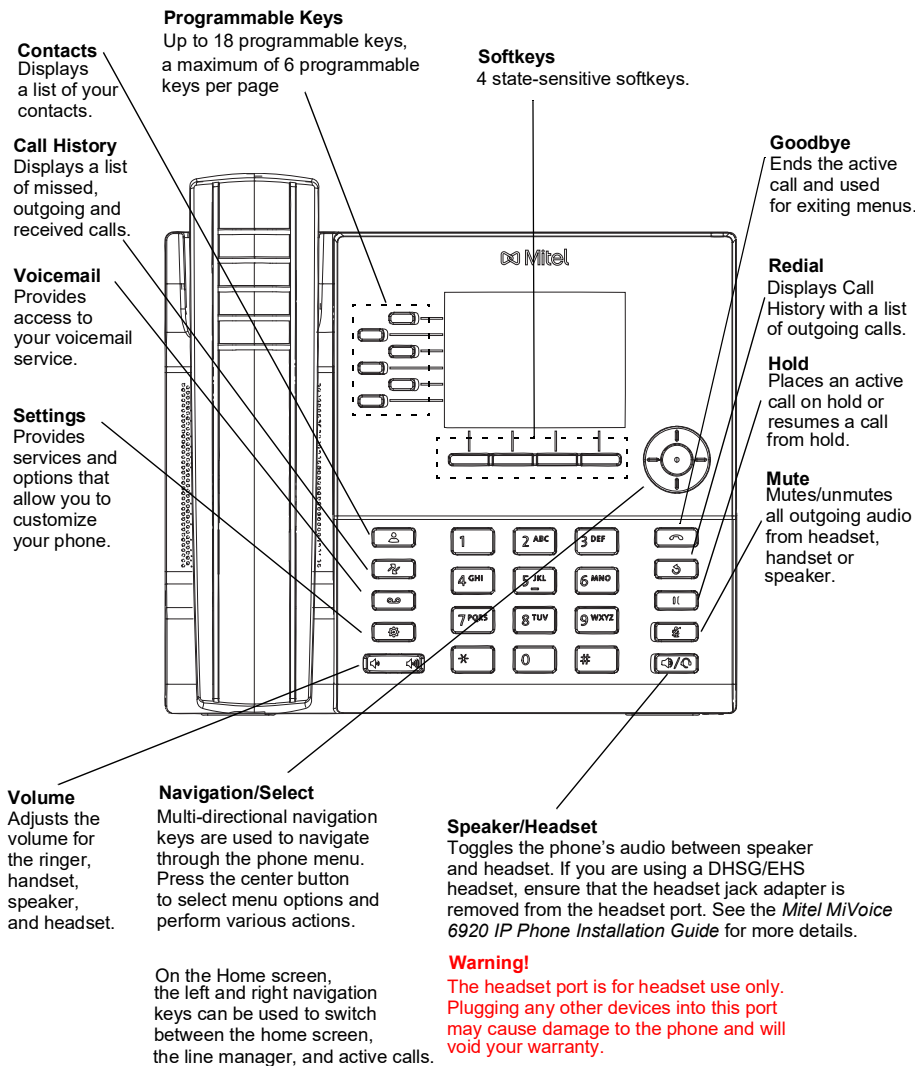 Programmable Keys
Up to 18 programmable keys,
a maximum of 6 programmable
keys per page
Contacts
Displays
a list of your
contacts.
Softkeys
4 state-sensitive softkeys.
Call History
Displays a list
of missed,
outgoing and
received calls.
Goodbye
Ends the active
call and used
for exiting menus.
Voicemail
Provides
access to
your voicemail
service.
Redial
Displays Call
History with a list
of outgoing calls.
Settings
Provides
services and
options that
allow you to
customize
your phone.
Hold
Places an active
call on hold or
resumes a call
from hold.
Mute
Mutes/unmutes
all outgoing audio
from headset,
handset or
speaker.
Mitel
1
2 ABC
3 DEF
4 GHI
5 JKL
6 MNO
7 PQRS
8 TUV
9 WXYZ
*
0
#
Volume
Adjusts the
volume for
the ringer,
handset,
speaker,
and headset.
Navigation/Select
Multi-directional navigation
keys are used to navigate
through the phone menu.
Press the center button
to select menu options and
perform various actions.
On the Home screen,
the left and right navigation
keys can be used to switch
between the home screen,
the line manager, and active calls.
Speaker/Headset
Toggles the phone’s audio between speaker
and headset. If you are using a DHSG/EHS
headset, ensure that the headset jack adapter is
removed from the headset port. See the Mitel MiVoice
6920 IP Phone Installation Guide for more details.
Warning!
The headset port is for headset use only.
Plugging any other devices into this port
may cause damage to the phone and will
void your warranty.